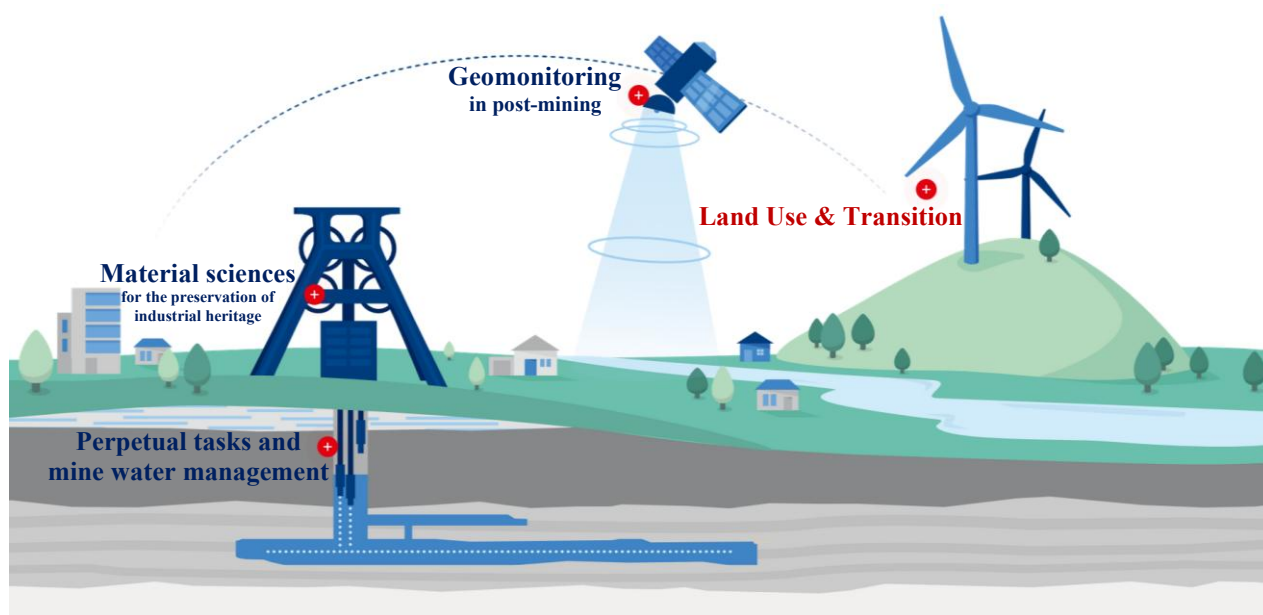 Geomonitoring
in post-mining
Land Use & Transition
Material sciences
for the preservation of
industrial heritage
Perpetual tasks and
mine water management